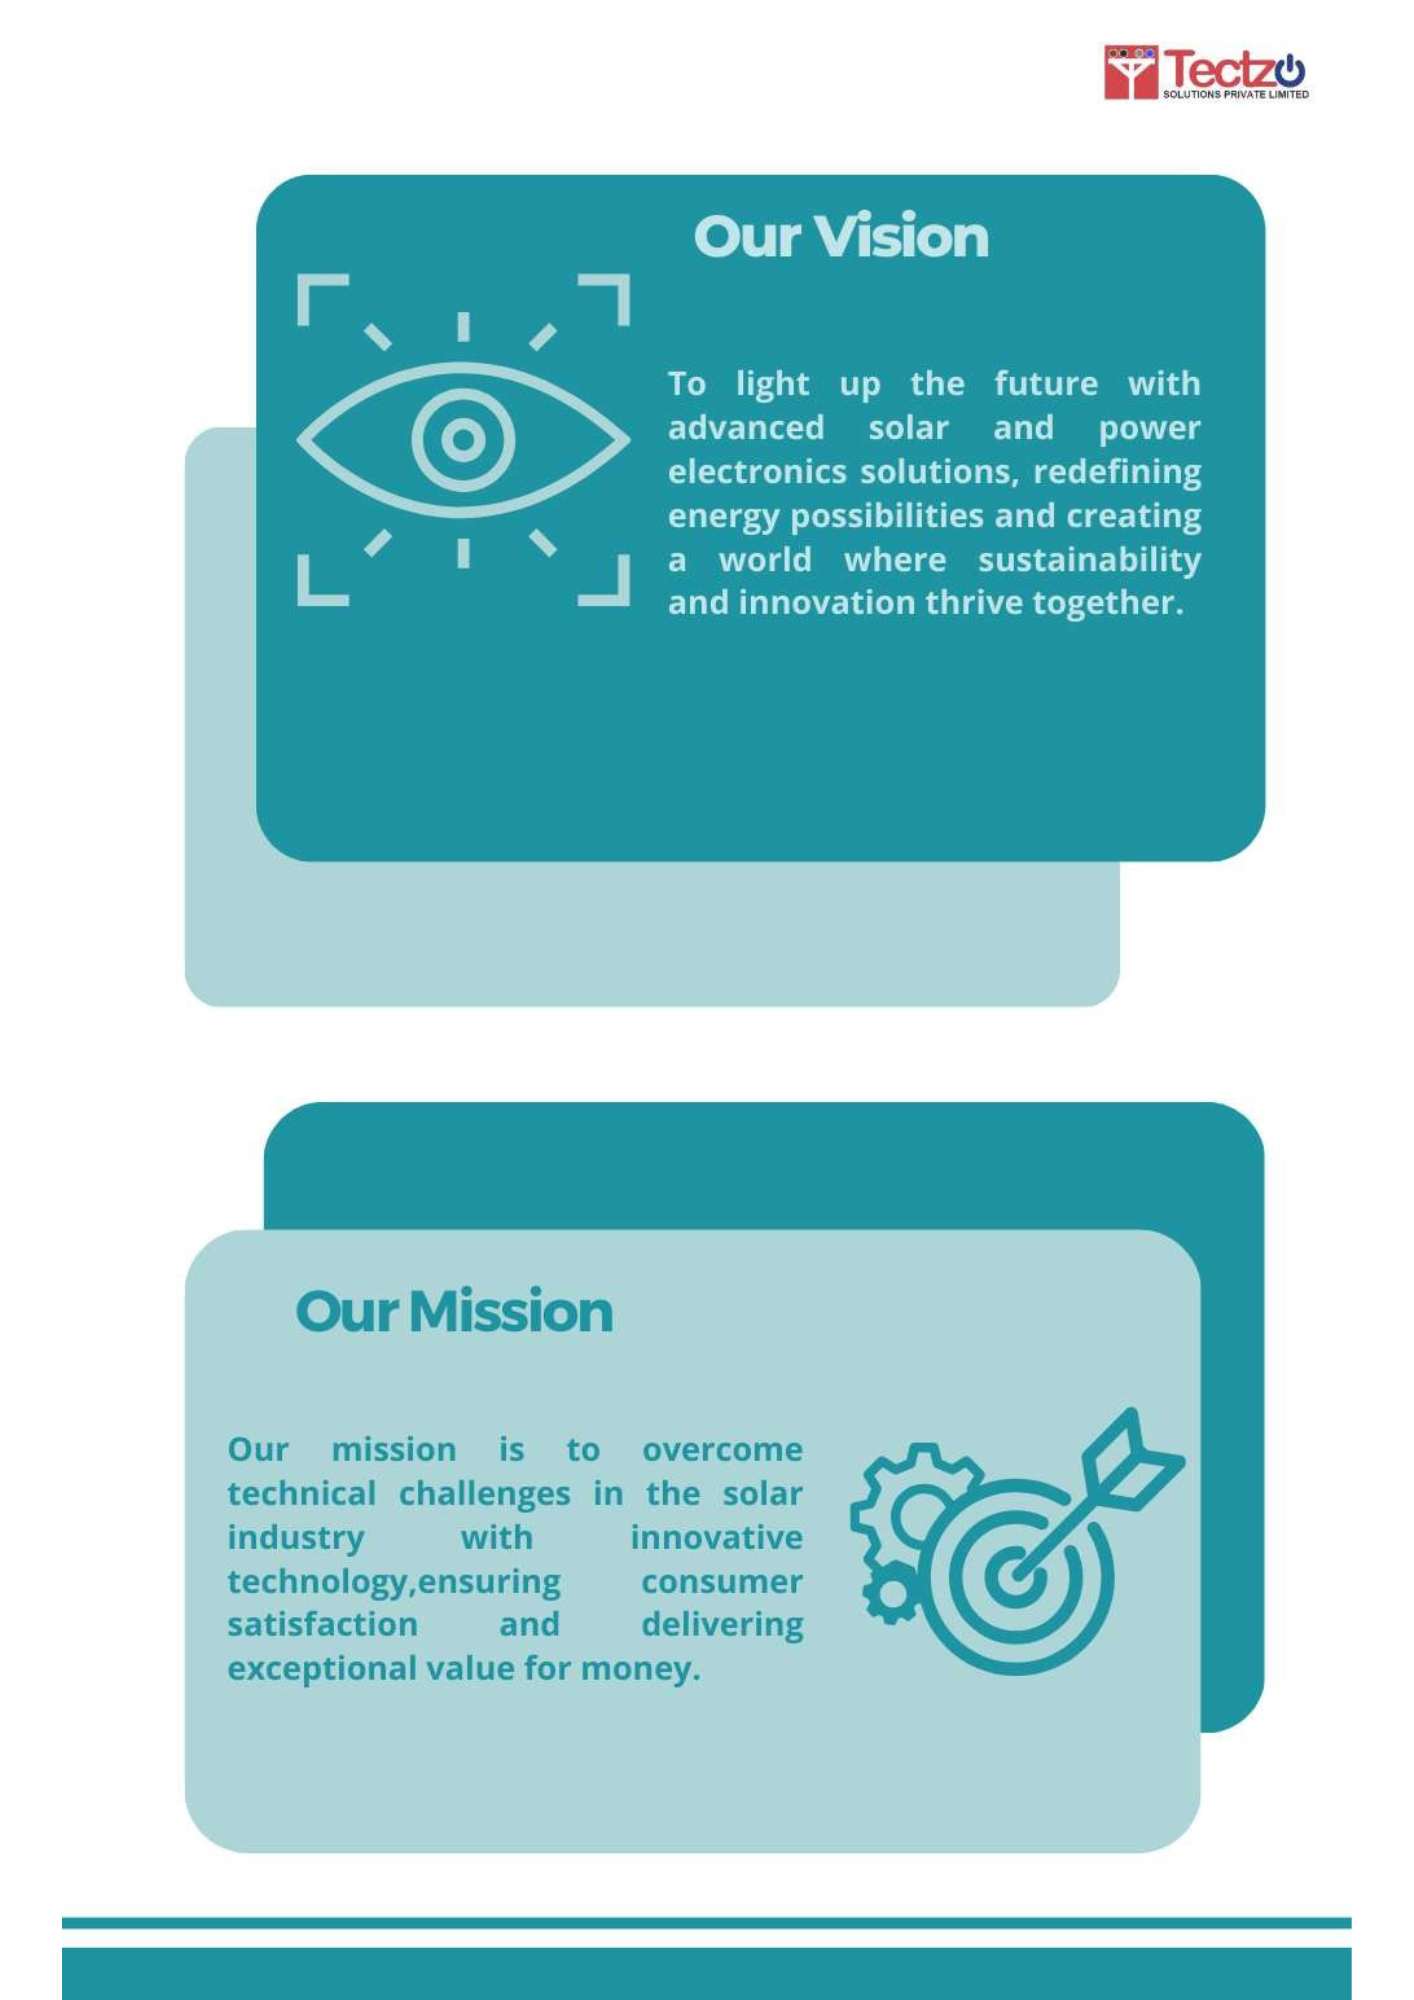 Tectzo
SOLUTIONS PRIVATE LIMITED
Our Vision
To light up the future with
advanced solar and power
electronics solutions, redefining
energy possibilities and creating
a world where sustainability
and innovation thrive together.
Our Mission
Our mission is to overcome
technical challenges in the solar
industry with innovative
technology,ensuring consumer
satisfaction and delivering
exceptional value for money.